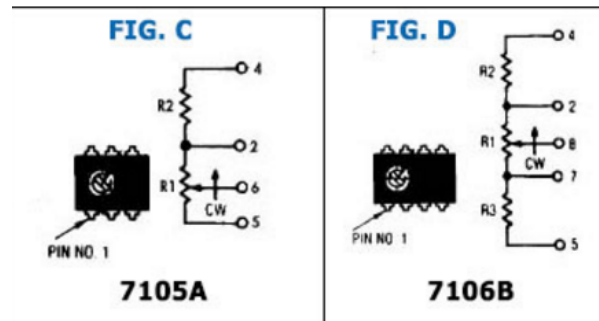 FIG. C
4
R2
2
R1
6
CW
5
PIN NO. 1
7105A
FIG. D
4
R2
2
R1
8
CW
7
R3
5
PIN NO. 1
7106B